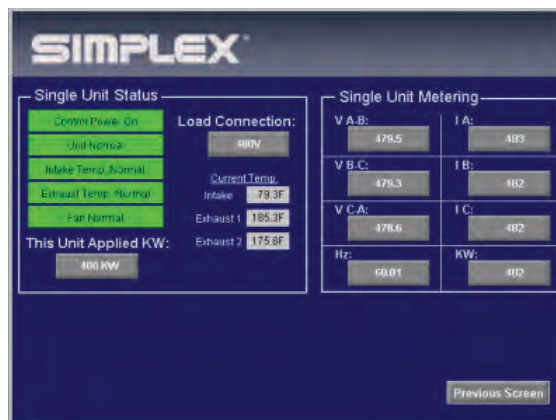 SIMPLEX
Single Unit Status
Control Power On
Unit Normal
Intake Temp. Normal
Exhaust Temp. Normal
Fan Normal
This Unit Applied KW:
400 KW
Load Connection:
480V
Current Temp.
Intake 79.3F
Exhaust 1 185.3F
Exhaust 2 175.8F
Single Unit Metering
V A-B:
479.5
I A:
483
V B-C:
479.3
I B:
482
V C-A:
478.6
I C:
482
Hz:
60.01
KW:
402
Previous Screen